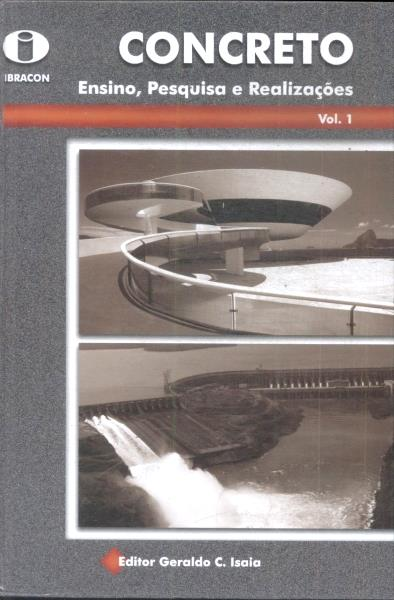 IBRACON
CONCRETO
Ensino, Pesquisa e Realizações
Vol. 1
Editor Geraldo C. Isaia